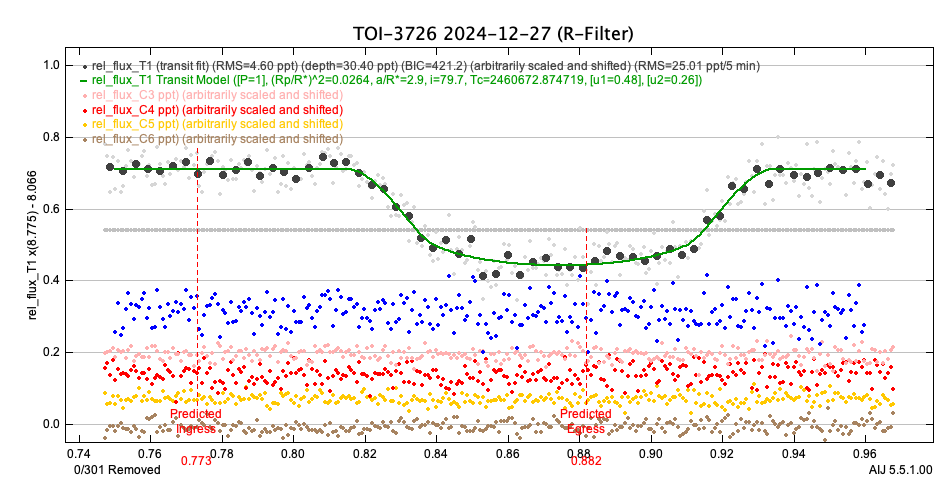 TOI-3726 2024-12-27 (R-Filter)
rel_flux_T1 (transit fit) (RMS=4.60 ppt) (depth=30.40 ppt) (BIC=421.2) (arbitrarily scaled and shifted) (RMS=25.01 ppt/5 min)
rel_flux_T1 Transit Model ([P=1], (Rp/R*)^2=0.0264, a/R*=2.9, i=79.7, Tc=2460672.874719, [u1=0.48], [u2=0.26])
rel_flux_C3 ppt) (arbitrarily scaled and shifted)
rel_flux_C4 ppt) (arbitrarily scaled and shifted)
rel_flux_C5 ppt) (arbitrarily scaled and shifted)
rel_flux_C6 ppt) (arbitrarily scaled and shifted)
rel_flux_T1 x(8.775) - 8.066
1.0
0.8
0.6
0.4
0.2
0.0
Predicted Predicted
Ingress Egress
0.74 0.76 0.78 0.80 0.82 0.84 0.86 0.88 0.90 0.92 0.94 0.96
0.773 0.882
0/301 Removed AIJ 5.5.1.00